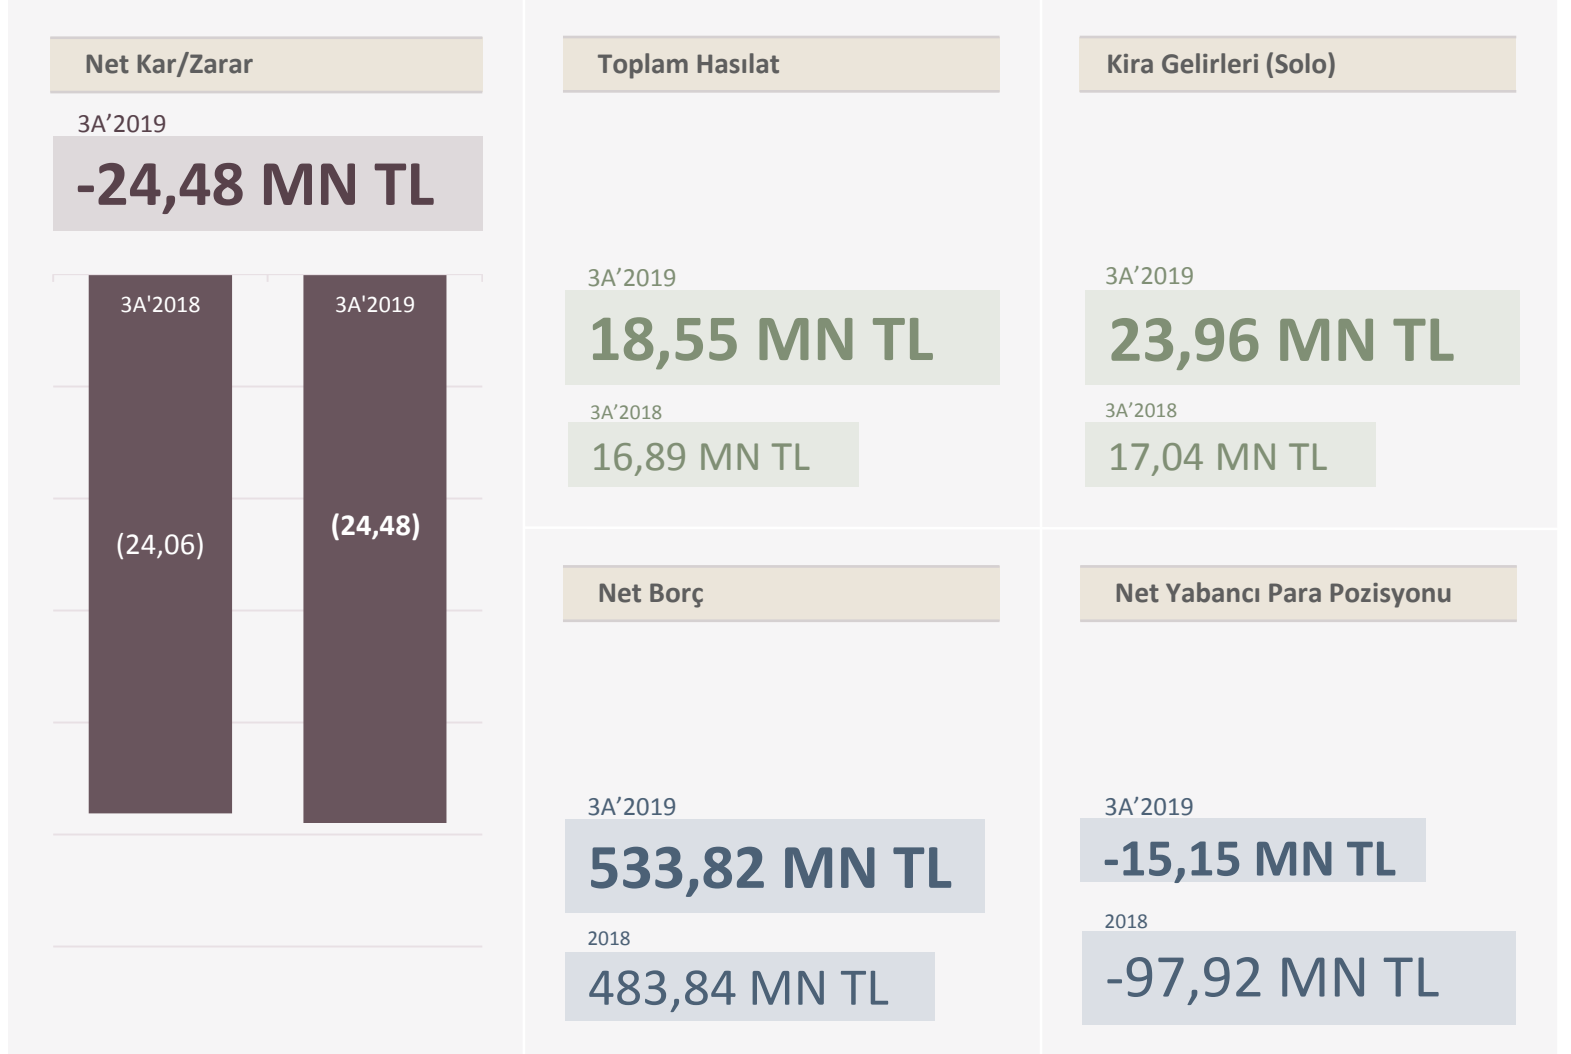 Net Kar/Zarar
3A’2019
-24,48 MN TL
3A'2018
3A'2019
(24,06)
(24,48)
Toplam Hasılat
3A’2019
18,55 MN TL
3A’2018
16,89 MN TL
Kira Gelirleri (Solo)
3A’2019
23,96 MN TL
3A’2018
17,04 MN TL
Net Borç
3A’2019
533,82 MN TL
2018
483,84 MN TL
Net Yabancı Para Pozisyonu
3A’2019
-15,15 MN TL
2018
-97,92 MN TL